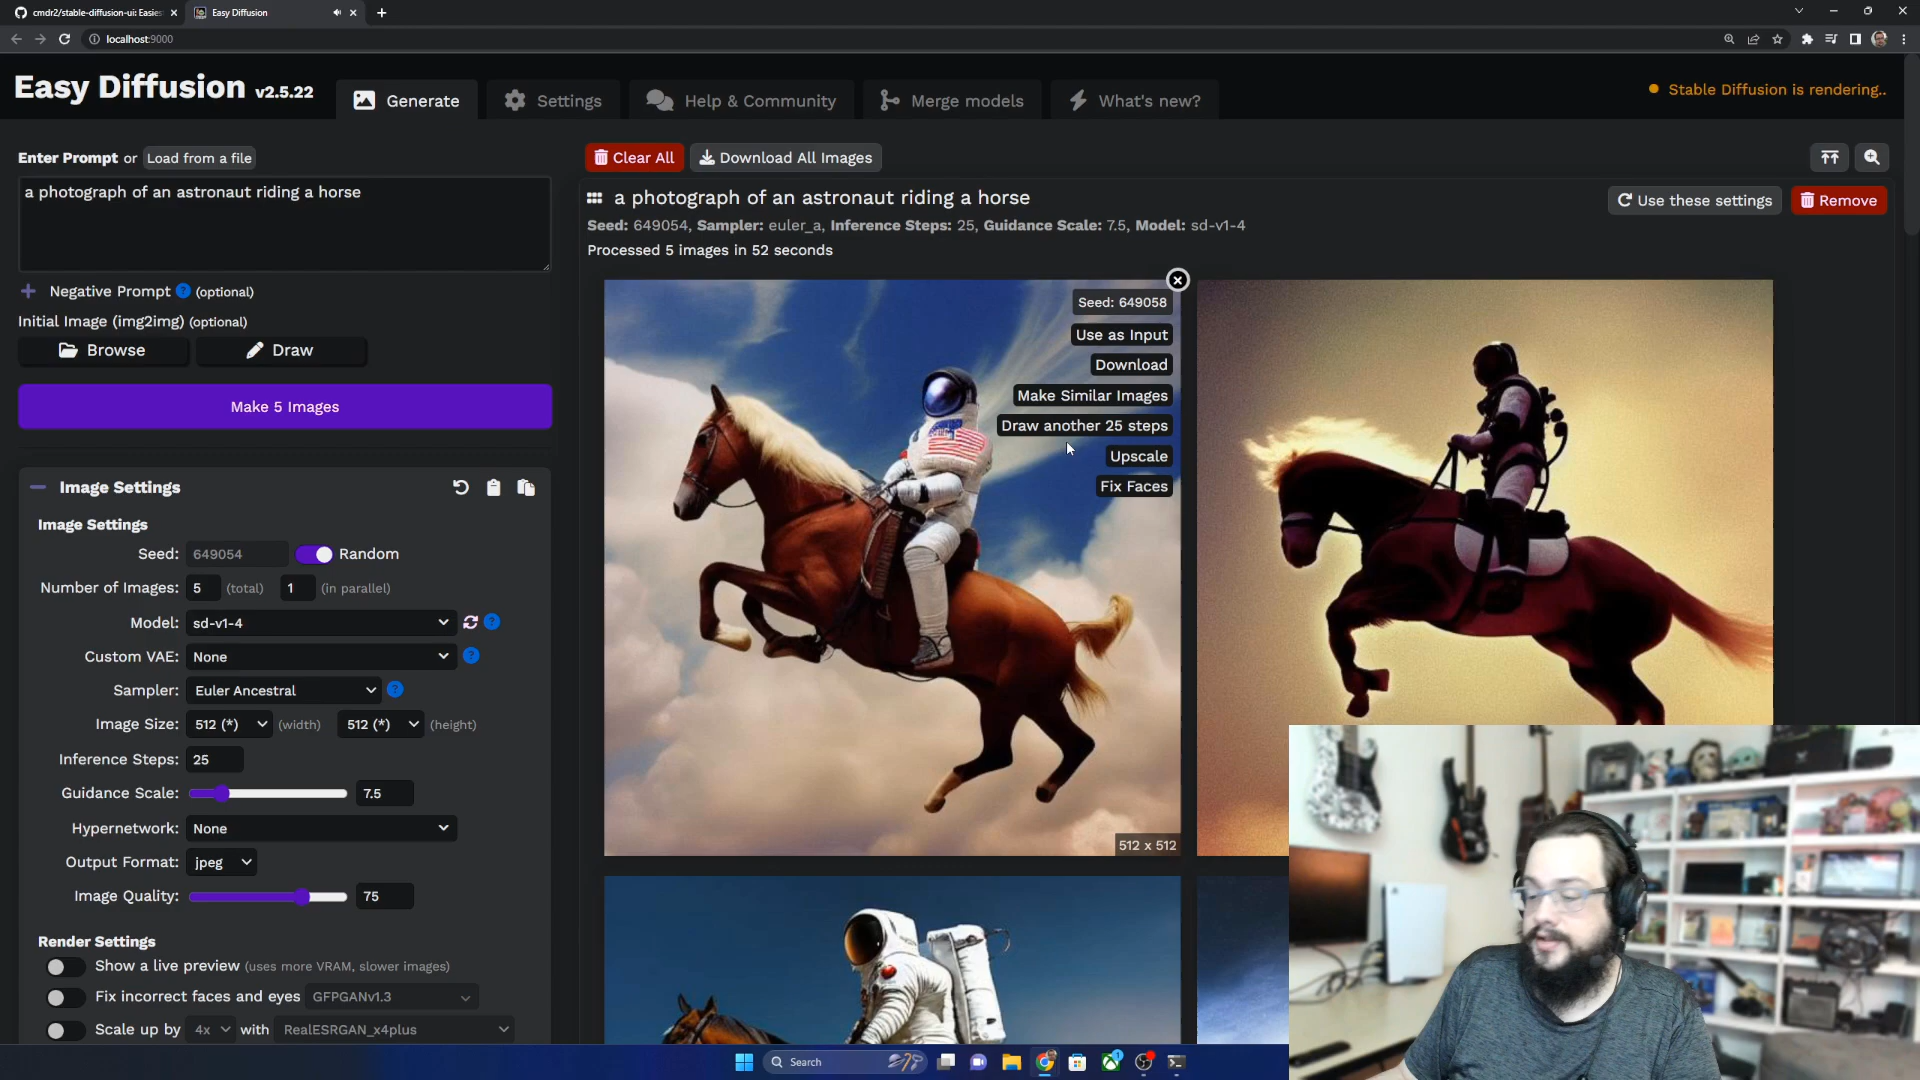 cmdr2/stable-diffusion-ui: Easies
Easy Diffusion
localhost:9000
Easy Diffusion v2.5.22
Generate
Settings
Help & Community
Merge models
What's new?
Stable Diffusion is rendering..
Enter Prompt or Load from a file
a photograph of an astronaut riding a horse
Negative Prompt ? (optional)
Initial Image (img2img) (optional)
Browse
Draw
Make 5 Images
Image Settings
Image Settings
Seed: 649054 Random
Number of Images: 5 (total) 1 (in parallel)
Model: sd-v1-4 ?
Custom VAE: None ?
Sampler: Euler Ancestral ?
Image Size: 512 (*) (width) 512 (*) (height)
Inference Steps: 25
Guidance Scale: 7.5
Hypernetwork: None
Output Format: jpeg
Image Quality: 75
Render Settings
Show a live preview (uses more VRAM, slower images)
Fix incorrect faces and eyes GFPGANv1.3
Scale up by 4x with RealESRGAN_x4plus
Clear All
Download All Images
a photograph of an astronaut riding a horse
Use these settings
Remove
Seed: 649054, Sampler: euler_a, Inference Steps: 25, Guidance Scale: 7.5, Model: sd-v1-4
Processed 5 images in 52 seconds
Seed: 649058
Use as Input
Download
Make Similar Images
Draw another 25 steps
Upscale
Fix Faces
512 x 512
Search
1